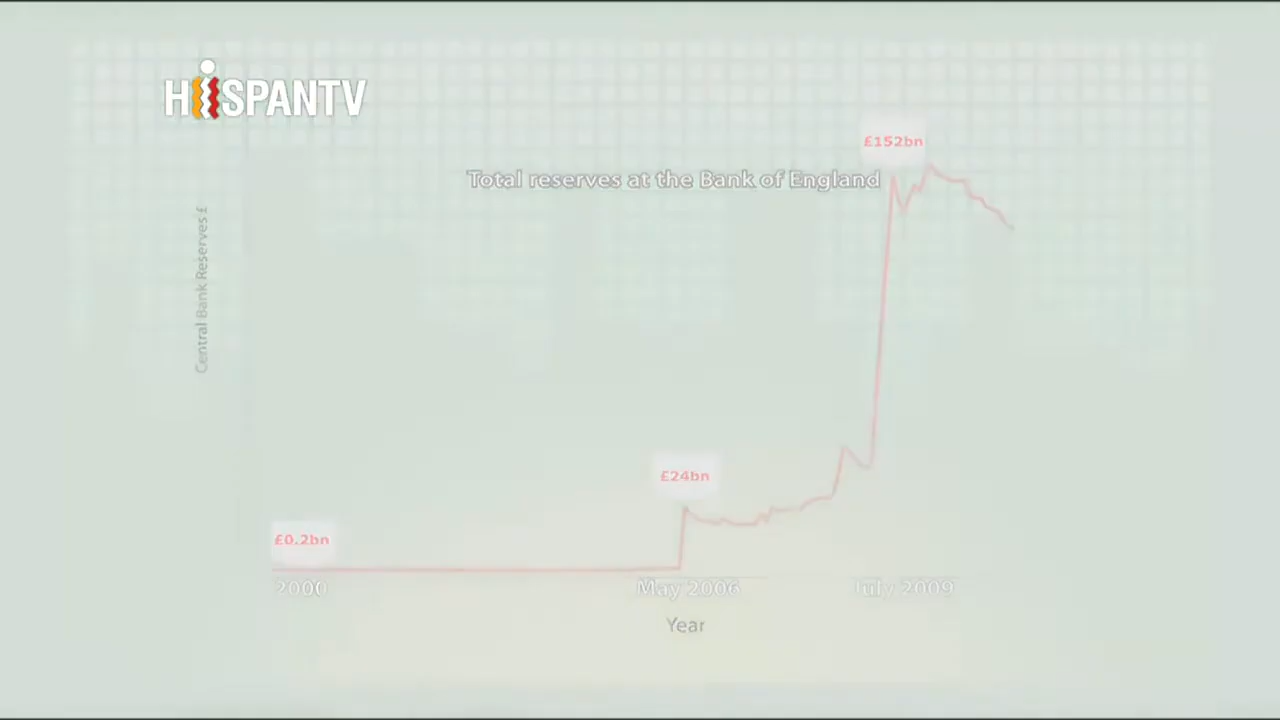 HISPANTV
£152bn
Total reserves at the Bank of England
Central Bank Reserves £
£24bn
£0.2bn
2000
May 2006
July 2009
Year